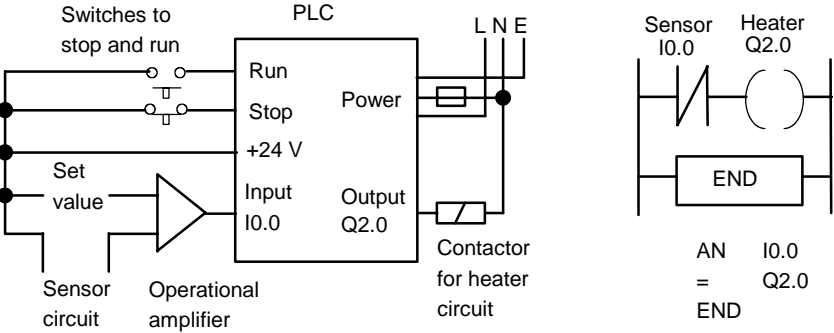 Switches to
stop and run
PLC
L N E
Run
Stop
Power
+24 V
Set
value
Input
I0.0
Output
Q2.0
Sensor
circuit
Operational
amplifier
Contactor
for heater
circuit
Sensor
I0.0
Heater
Q2.0
END
AN I0.0
= Q2.0
END